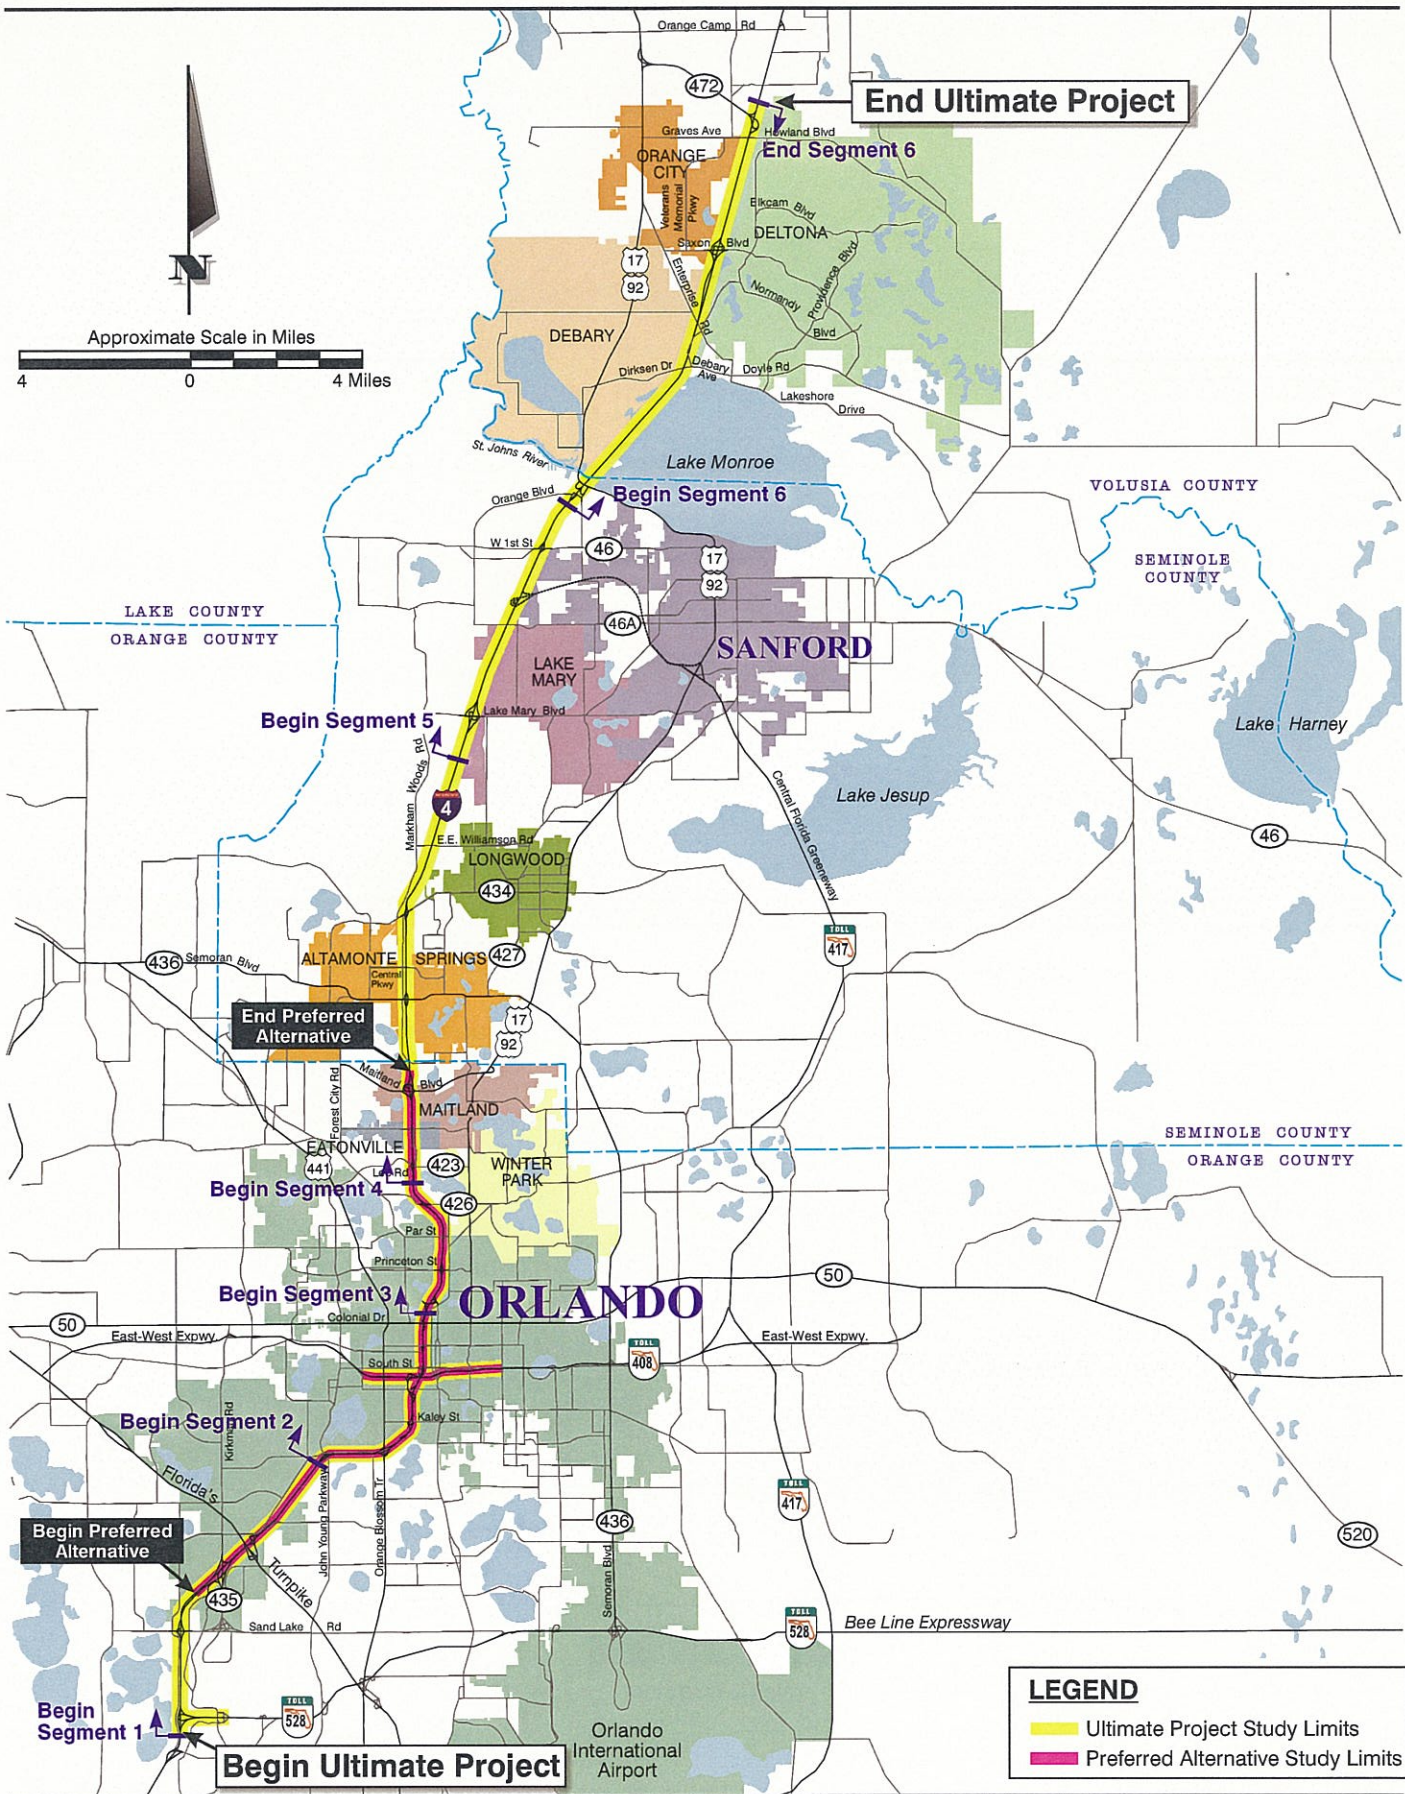 Orange Camp Rd
472
End Ultimate Project
Graves Ave
Howland Blvd
End Segment 6
ORANGE
CITY
Veterans
Memorial
Pkwy
Elkcam Blvd
DELTONA
Saxon Blvd
17
92
Enterprise Rd
Normandy
Blvd
Providence Blvd
N
Approximate Scale in Miles
4 0 4 Miles
DEBARY
Dirksen Dr
Debary
Ave
Doyle Rd
Lakeshore
Drive
St. Johns River
Lake Monroe
Orange Blvd
Begin Segment 6
VOLUSIA COUNTY
SEMINOLE
COUNTY
W 1st St
46
17
92
LAKE COUNTY
ORANGE COUNTY
46A
SANFORD
LAKE
MARY
Begin Segment 5
Lake Mary Blvd
Lake Harney
Markham Woods Rd
4
Central Florida Greeneway
Lake Jesup
46
E.E. Williamson Rd
LONGWOOD
434
TOLL
417
436
Semoran Blvd
ALTAMONTE SPRINGS
427
Central
Pkwy
End Preferred
Alternative
17
92
Maitland Blvd
Forest City Rd
MAITLAND
SEMINOLE COUNTY
ORANGE COUNTY
EATONVILLE
441
Lee Rd
423
WINTER
PARK
Begin Segment 4
426
Par St
Princeton St
50
Begin Segment 3
ORLANDO
Colonial Dr
50
East-West Expwy.
East-West Expwy.
South St
TOLL
408
Begin Segment 2
Kirkman Rd
Kaley St
Florida's
Turnpike
John Young Parkway
Orange Blossom Tr
TOLL
417
436
520
Begin Preferred
Alternative
435
Semoran Blvd
Sand Lake Rd
TOLL
528
Bee Line Expressway
Begin
Segment 1
TOLL
528
Begin Ultimate Project
Orlando
International
Airport
LEGEND
Ultimate Project Study Limits
Preferred Alternative Study Limits